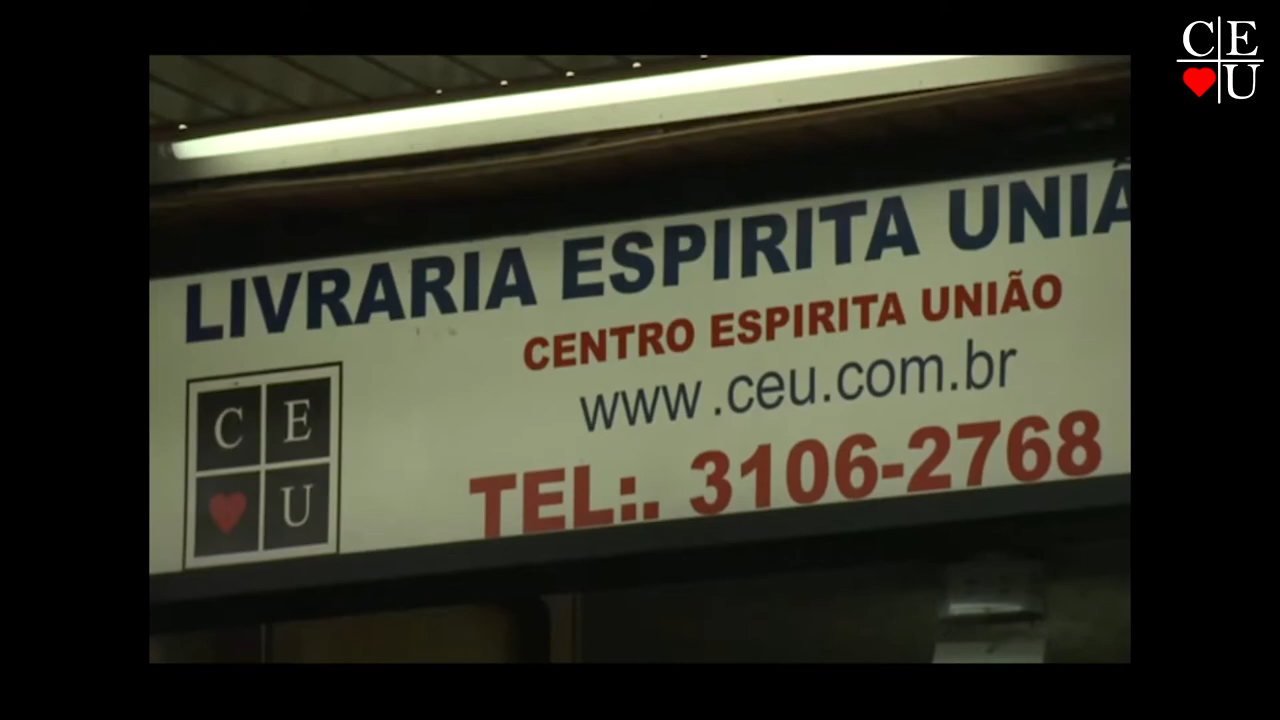 C E
U
LIVRARIA ESPIRITA UNIÃ
CENTRO ESPIRITA UNIÃO
www.ceu.com.br
TEL:. 3106-2768
C E
U